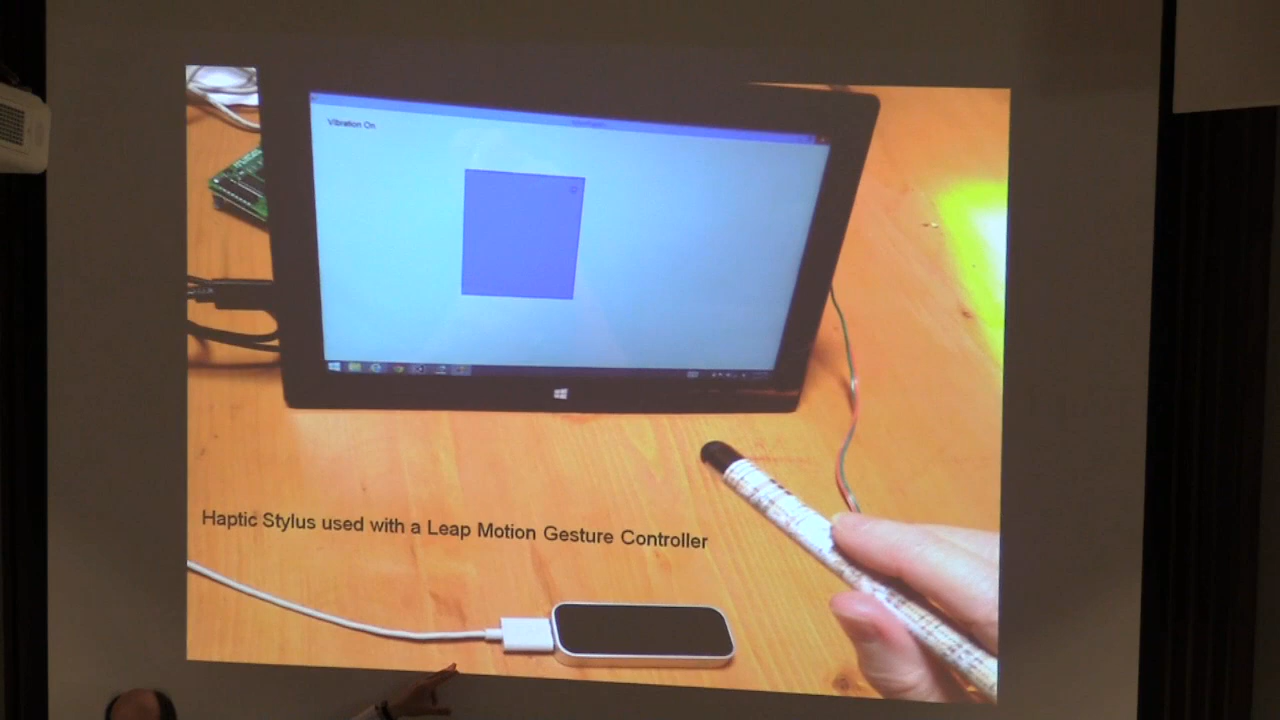 Vibration On
Haptic Stylus used with a Leap Motion Gesture Controller